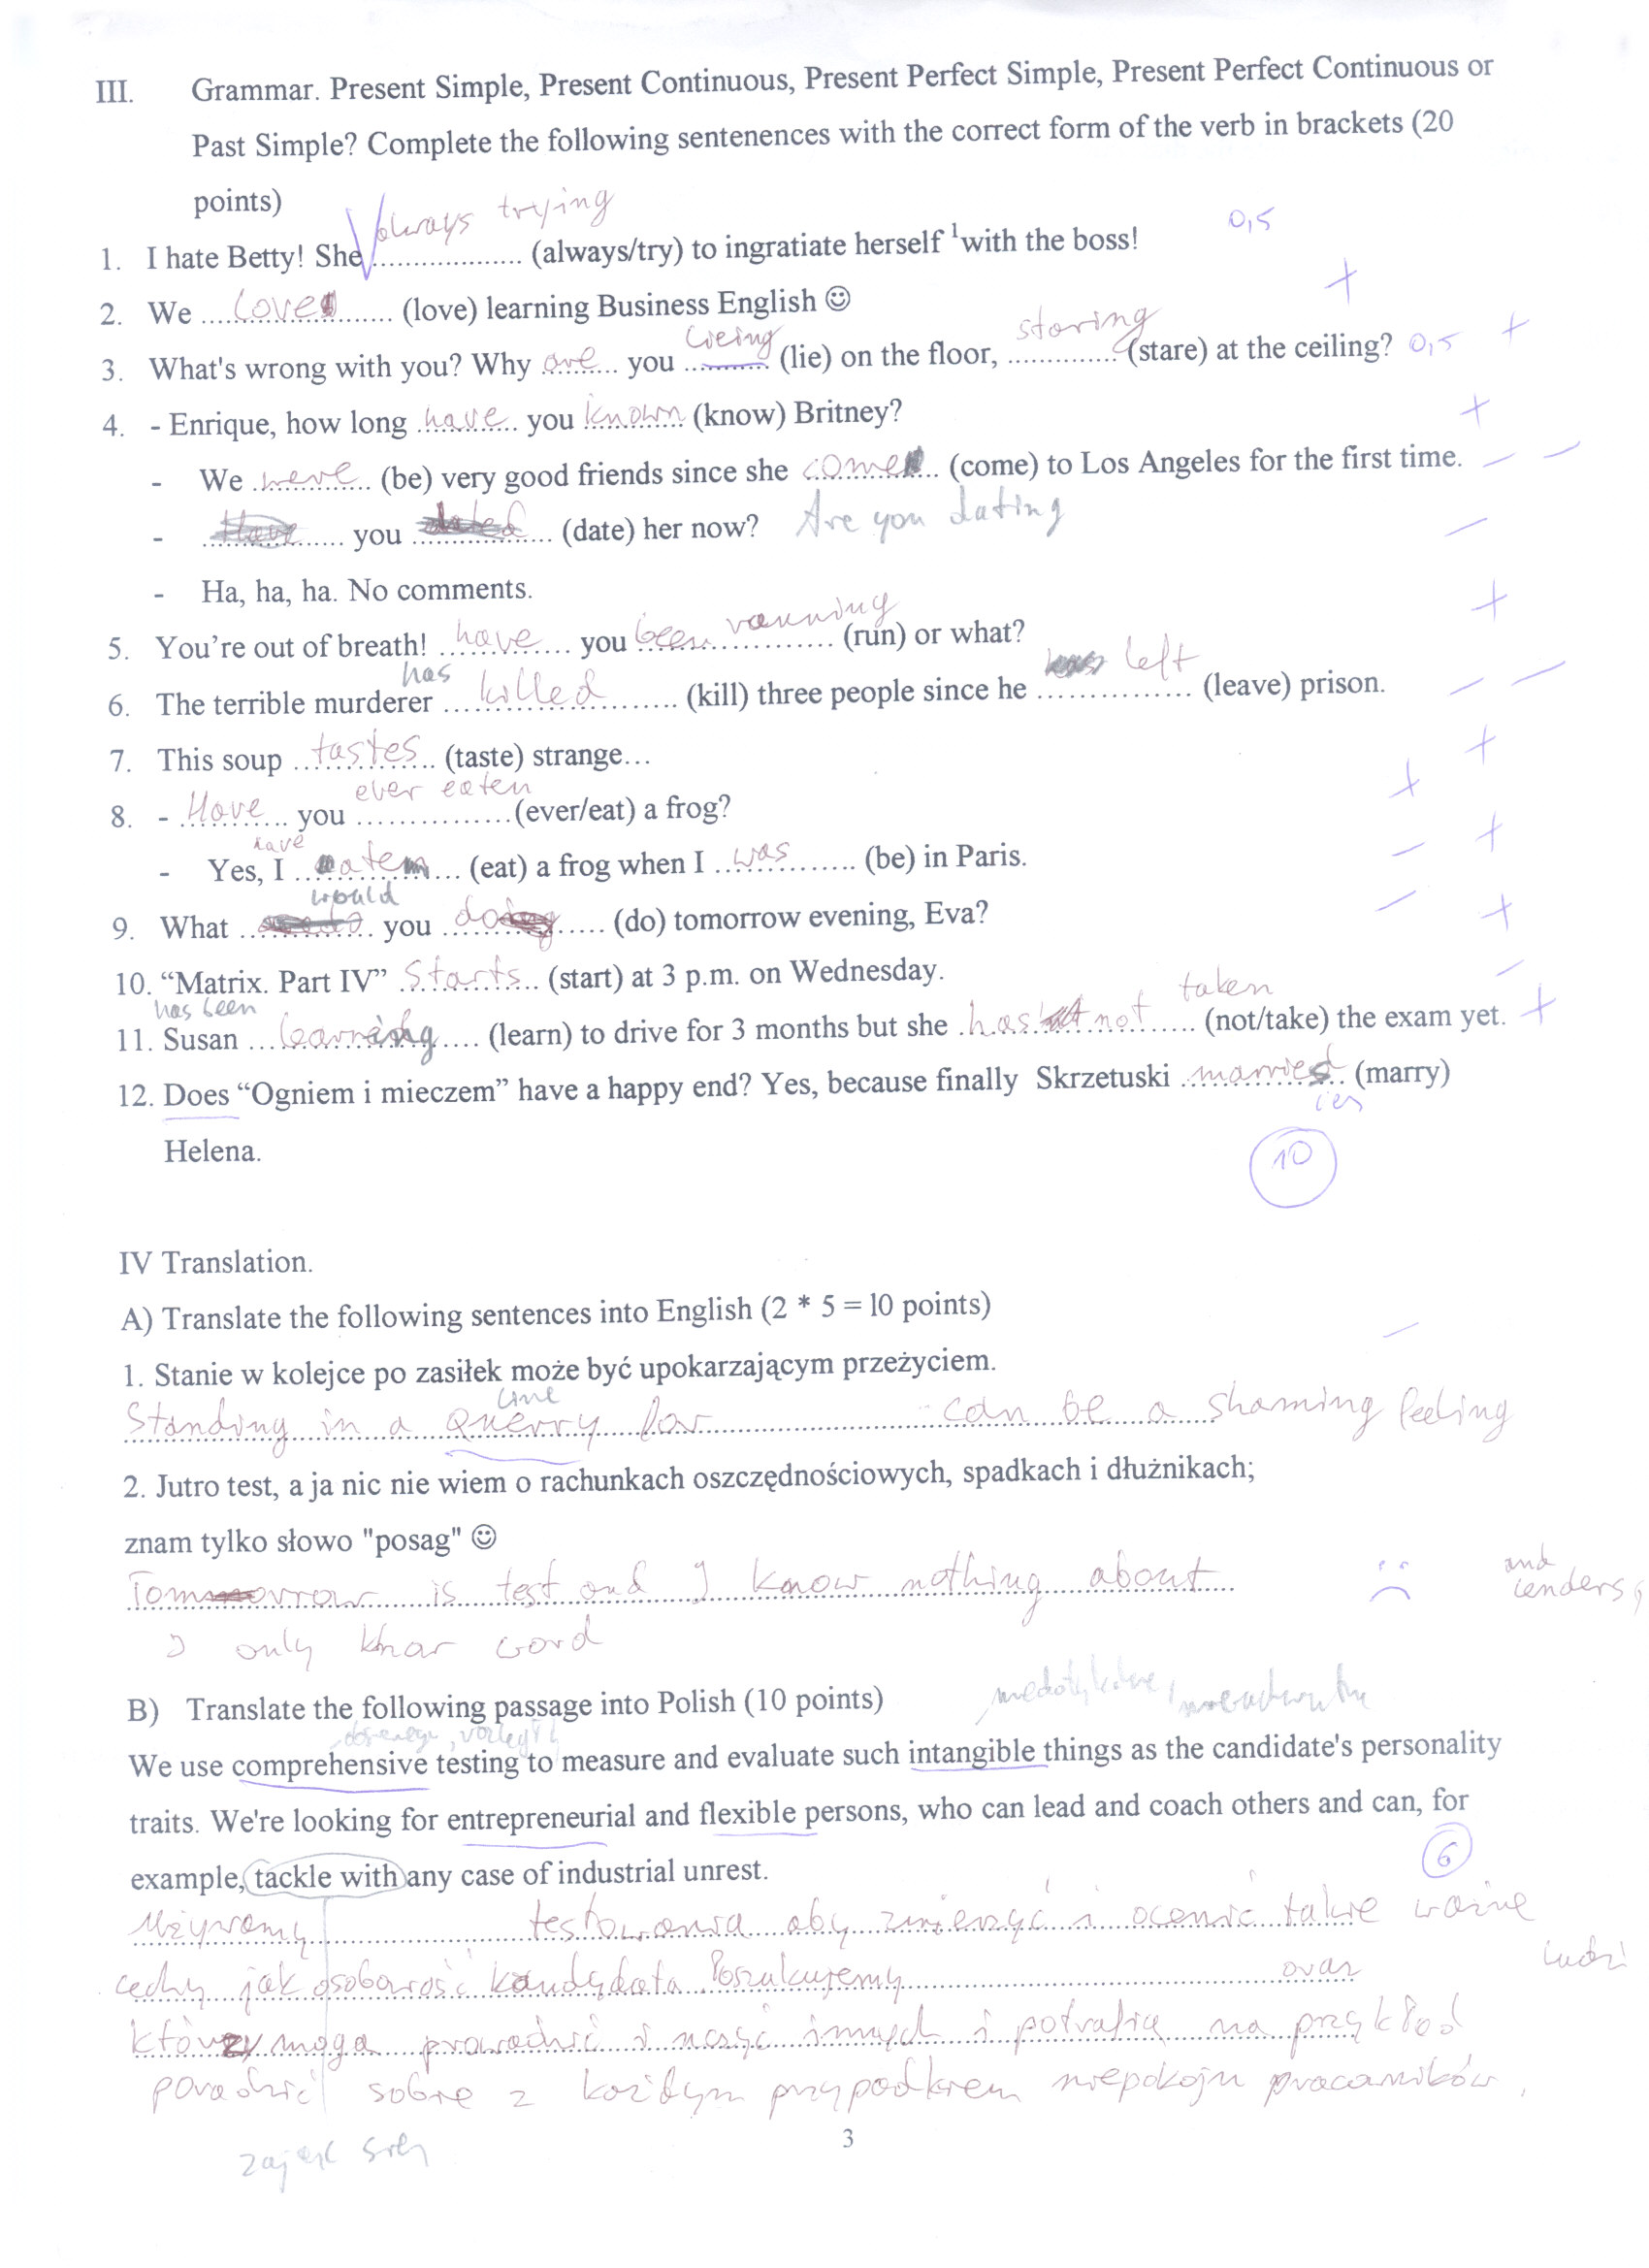 III. Grammar. Present Simple, Present Continuous, Present Perfect Simple, Present Perfect Continuous or
Past Simple? Complete the following sentenences with the correct form of the verb in brackets (20
points)
always trying
1. I hate Betty! She .................. (always/try) to ingratiate herself ¹with the boss! 0,5
2. We ....love.... (love) learning Business English ☺ +
3. What's wrong with you? Why are you lieing (lie) on the floor, staring (stare) at the ceiling? 0,5 +
4. - Enrique, how long have you known (know) Britney? +
- We were (be) very good friends since she come (come) to Los Angeles for the first time. - -
- ........ you ........ (date) her now? Are you dating -
- Ha, ha, ha. No comments.
5. You're out of breath! have you been running (run) or what? +
6. The terrible murderer has killed (kill) three people since he left (leave) prison. - -
7. This soup tastes (taste) strange... +
8. - Have you ever eaten (ever/eat) a frog? +
- Yes, I have eaten (eat) a frog when I was (be) in Paris. - +
9. What would you do (do) tomorrow evening, Eva? - +
10. “Matrix. Part IV” starts (start) at 3 p.m. on Wednesday. -
11. Susan has been learning (learn) to drive for 3 months but she has not taken (not/take) the exam yet. +
12. Does “Ogniem i mieczem” have a happy end? Yes, because finally Skrzetuski married (marry)
ies
Helena.
10
IV Translation.
A) Translate the following sentences into English (2 * 5 = 10 points)
1. Stanie w kolejce po zasiłek może być upokarzającym przeżyciem. -
line
Standing in a querry for can be a shaming feeling
2. Jutro test, a ja nic nie wiem o rachunkach oszczędnościowych, spadkach i dłużnikach;
znam tylko słowo "posag" ☺
Tomorrow is test and I know nothing about and lenders,
I only know word
B) Translate the following passage into Polish (10 points)
We use comprehensive testing to measure and evaluate such intangible things as the candidate's personality
traits. We're looking for entrepreneurial and flexible persons, who can lead and coach others and can, for
example, tackle with any case of industrial unrest. 6
Używamy testowania aby zmierzyć i ocenić takie ważne
cechy jak osobowość kandydata. Poszukujemy oraz ludzi
którzy mogą prowadzić i uczyć innych i potrafią na przykład
poradzić sobie z każdym przypadkiem niepokoju pracowników.
3